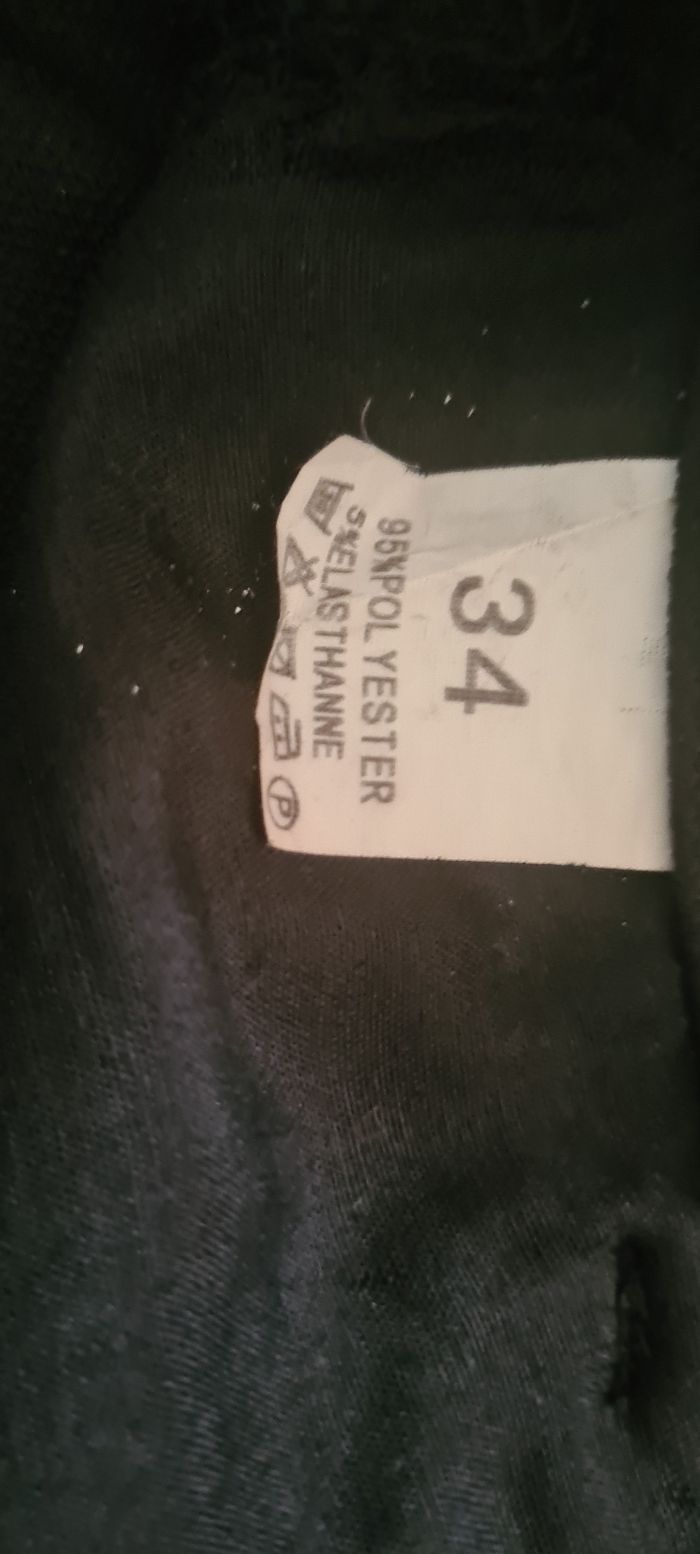 34
95%POLYESTER
5%ELASTHANNE
P